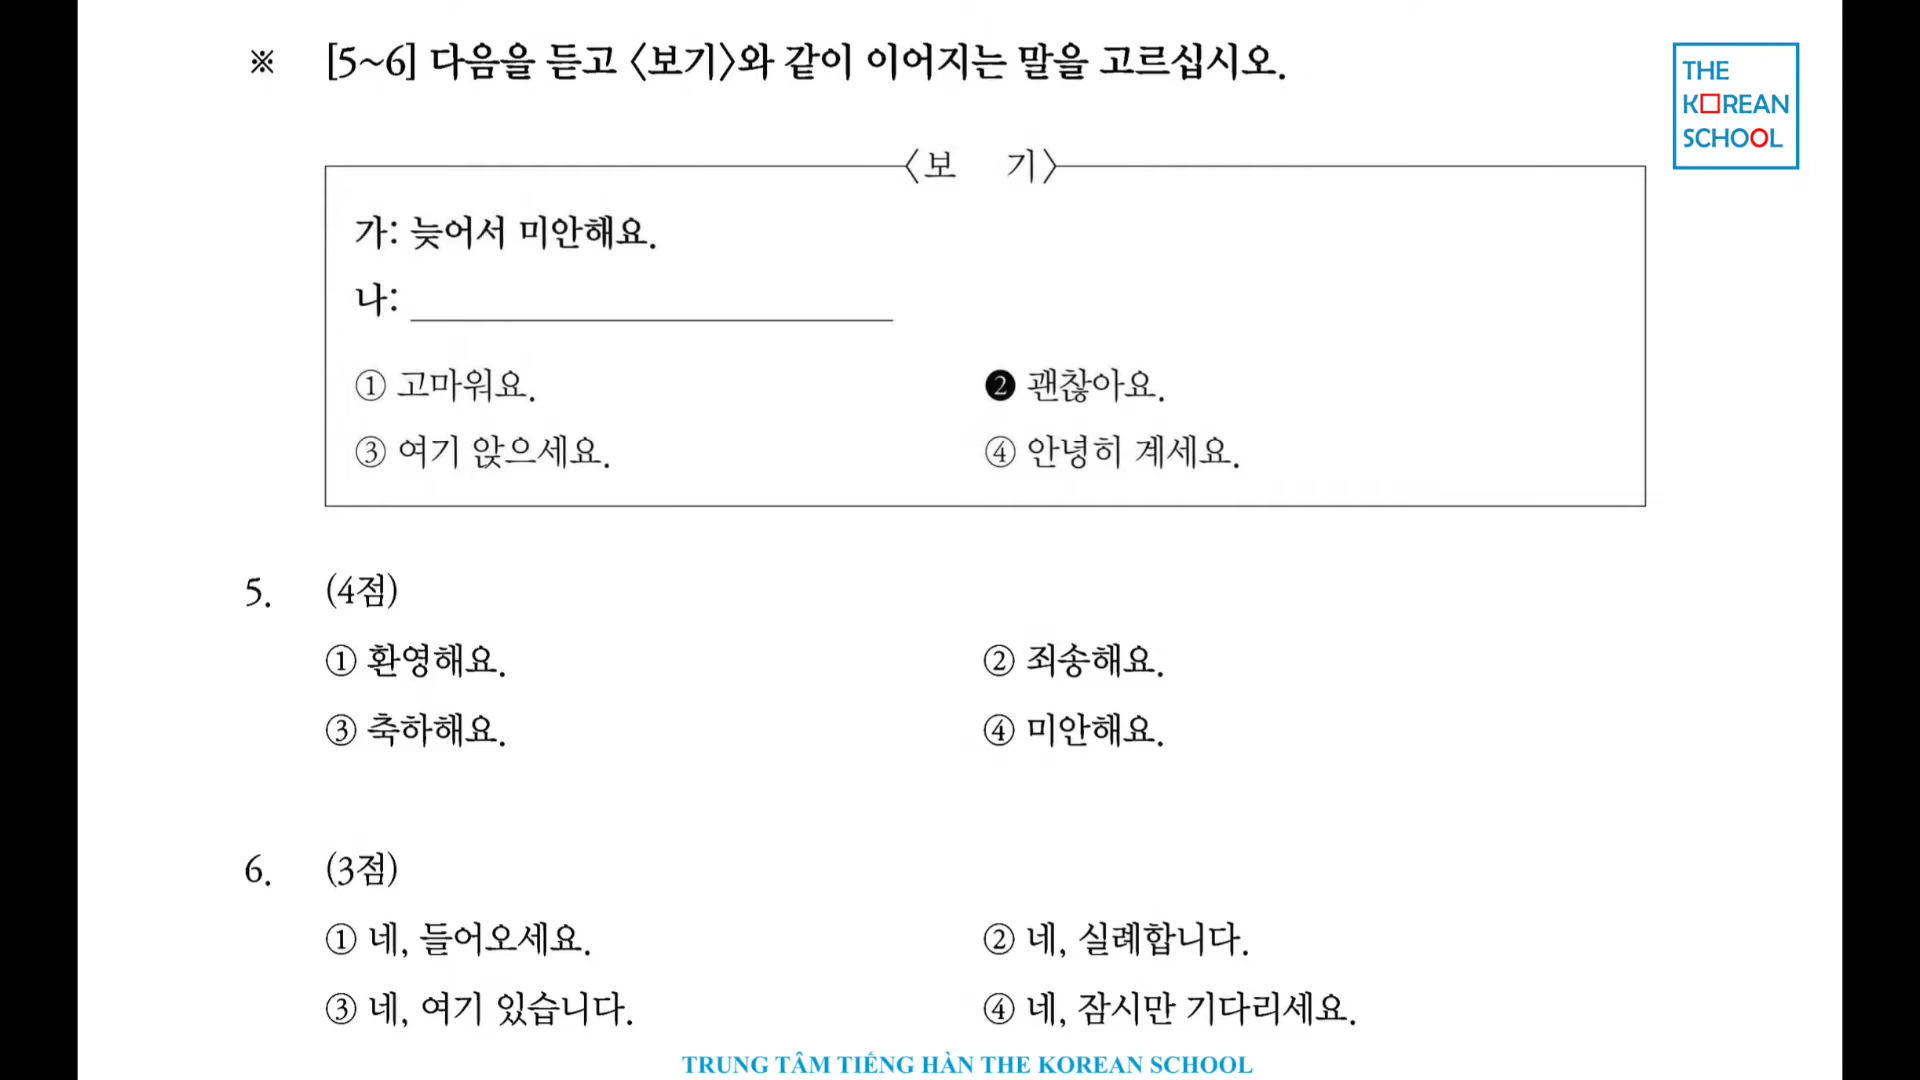 ※ [5~6] 다음을 듣고 〈보기〉와 같이 이어지는 말을 고르십시오.
THE
KOREAN
SCHOOL
〈보 기〉
가: 늦어서 미안해요.
나: ____________________
① 고마워요. ❷ 괜찮아요.
③ 여기 앉으세요. ④ 안녕히 계세요.
5. (4점)
① 환영해요. ② 죄송해요.
③ 축하해요. ④ 미안해요.
6. (3점)
① 네, 들어오세요. ② 네, 실례합니다.
③ 네, 여기 있습니다. ④ 네, 잠시만 기다리세요.
TRUNG TÂM TIẾNG HÀN THE KOREAN SCHOOL